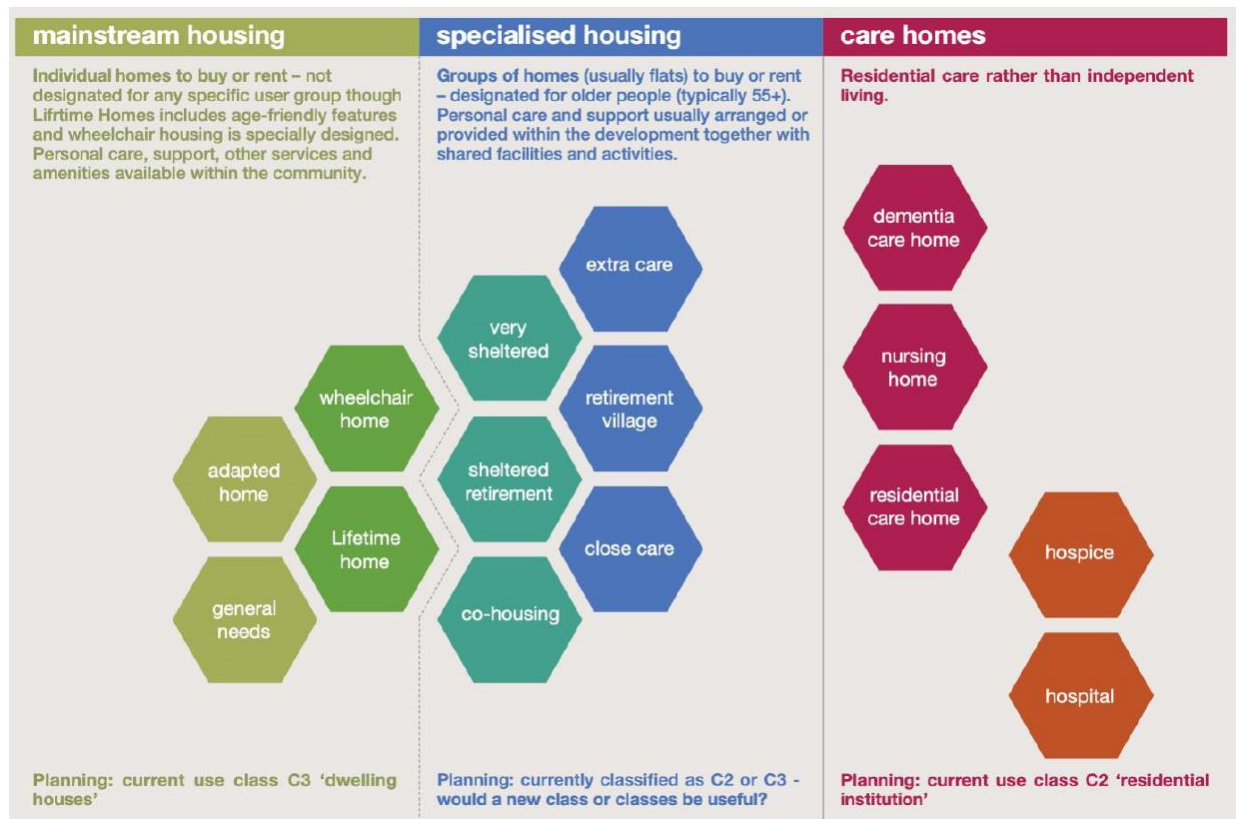 mainstream housing
Individual homes to buy or rent – not
designated for any specific user group though
Lifrtime Homes includes age-friendly features
and wheelchair housing is specially designed.
Personal care, support, other services and
amenities available within the community.
wheelchair
home
adapted
home
Lifetime
home
general
needs
Planning: current use class C3 ‘dwelling
houses’
specialised housing
Groups of homes (usually flats) to buy or rent
– designated for older people (typically 55+).
Personal care and support usually arranged or
provided within the development together with
shared facilities and activities.
extra care
very
sheltered
retirement
village
sheltered
retirement
close care
co-housing
Planning: currently classified as C2 or C3 -
would a new class or classes be useful?
care homes
Residential care rather than independent
living.
dementia
care home
nursing
home
residential
care home
hospice
hospital
Planning: current use class C2 ‘residential
institution’